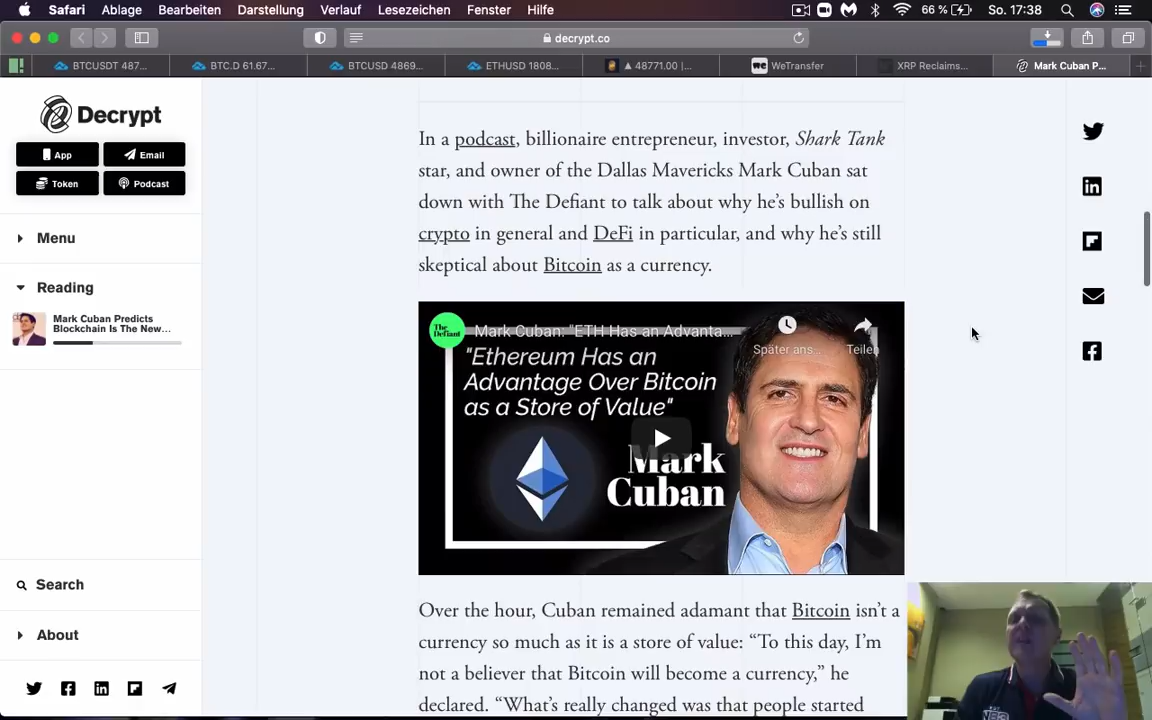 Safari Ablage Bearbeiten Darstellung Verlauf Lesezeichen Fenster Hilfe 66 % So. 17:38
decrypt.co
BTCUSDT 487... BTC.D 61.67... BTCUSD 4869... ETHUSD 1808... ▲ 48771.00 |... WeTransfer XRP Reclaims... Mark Cuban P...
Decrypt
App Email
Token Podcast
Menu
Reading
Mark Cuban Predicts
Blockchain Is The New...
Search
About
In a podcast, billionaire entrepreneur, investor, Shark Tank
star, and owner of the Dallas Mavericks Mark Cuban sat
down with The Defiant to talk about why he’s bullish on
crypto in general and DeFi in particular, and why he’s still
skeptical about Bitcoin as a currency.
The Defiant
Mark Cuban: "ETH Has an Advanta...
Später ans... Teilen
"Ethereum Has an
Advantage Over Bitcoin
as a Store of Value"
Mark
Cuban
Over the hour, Cuban remained adamant that Bitcoin isn’t a
currency so much as it is a store of value: “To this day, I’m
not a believer that Bitcoin will become a currency,” he
declared. “What’s really changed was that people started